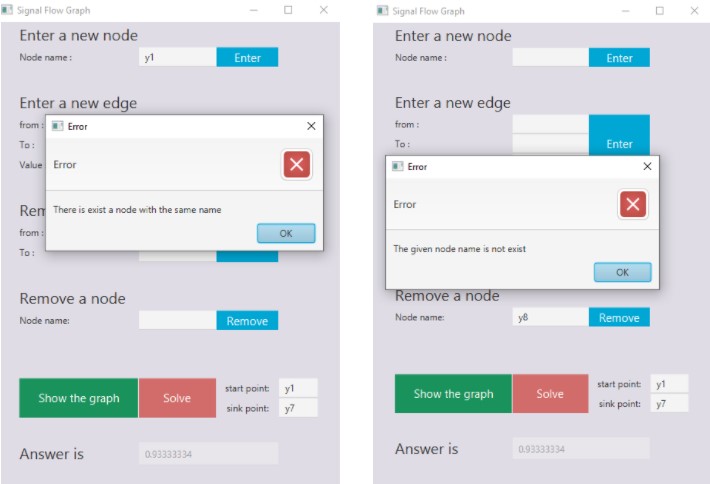 Signal Flow Graph
Enter a new node
Node name : y1 Enter
Enter a new edge
from :
To :
Value
Error
Error
There is exist a node with the same name
OK
from :
To :
Remove a node
Node name: Remove
Show the graph Solve start point: y1
sink point: y7
Answer is 0.93333334
Signal Flow Graph
Enter a new node
Node name : Enter
Enter a new edge
from :
To : Enter
Error
Error
The given node name is not exist
OK
Remove a node
Node name: y8 Remove
Show the graph Solve start point: y1
sink point: y7
Answer is 0.93333334